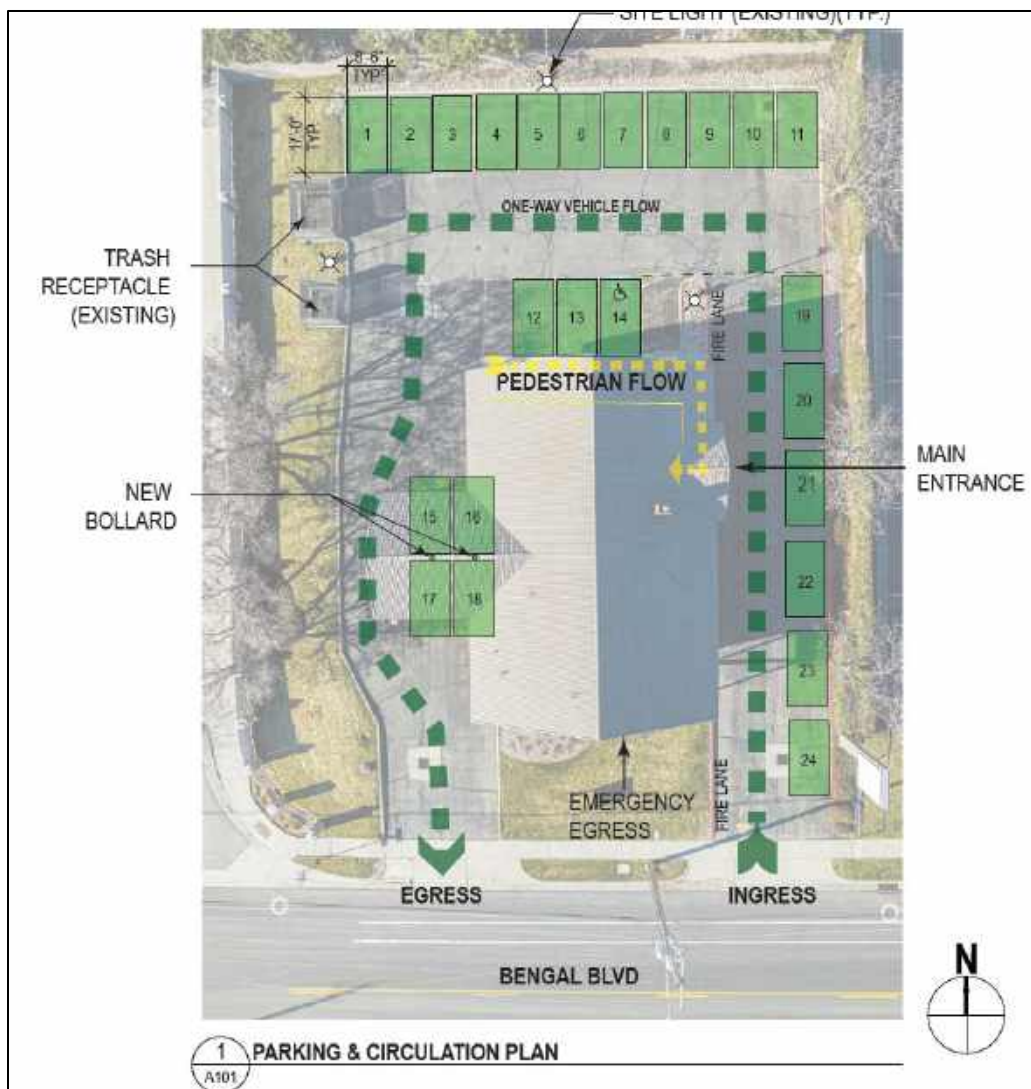 SITE LIGHT (EXISTING)(TYP.)
8'-6"
TYP
17'-0"
TYP
1
2
3
4
5
6
7
8
9
10
11
ONE-WAY VEHICLE FLOW
TRASH
RECEPTACLE
(EXISTING)
12
13
14
FIRE LANE
19
PEDESTRIAN FLOW
20
MAIN
ENTRANCE
21
NEW
BOLLARD
15
16
17
18
22
23
24
FIRE LANE
EMERGENCY
EGRESS
EGRESS
INGRESS
BENGAL BLVD
N
1
A101
PARKING & CIRCULATION PLAN